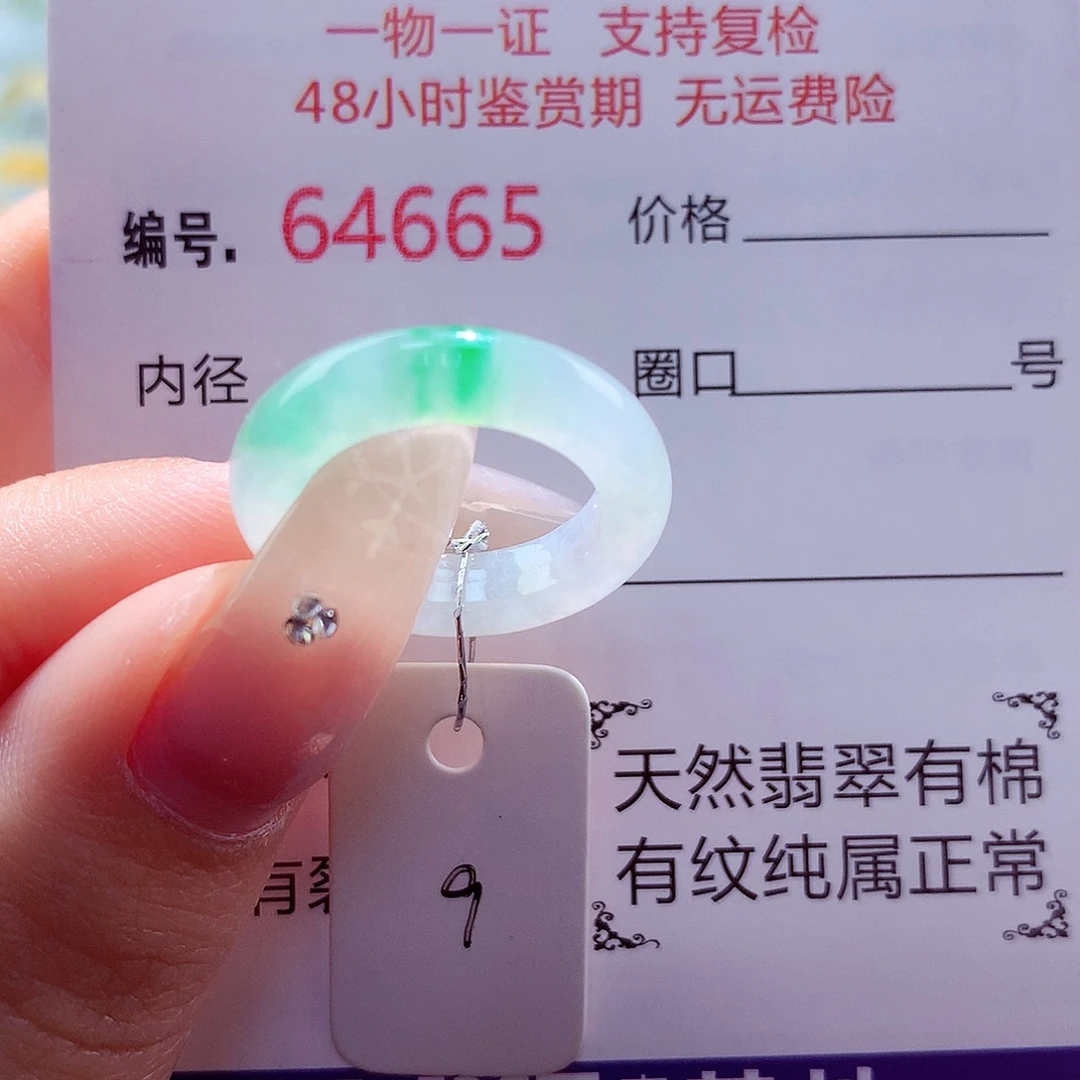 一物一证 支持复检
48小时鉴赏期 无运费险
编号. 64665 价格
内径 圈口 号
天然翡翠有棉
有裂 有纹纯属正常
9